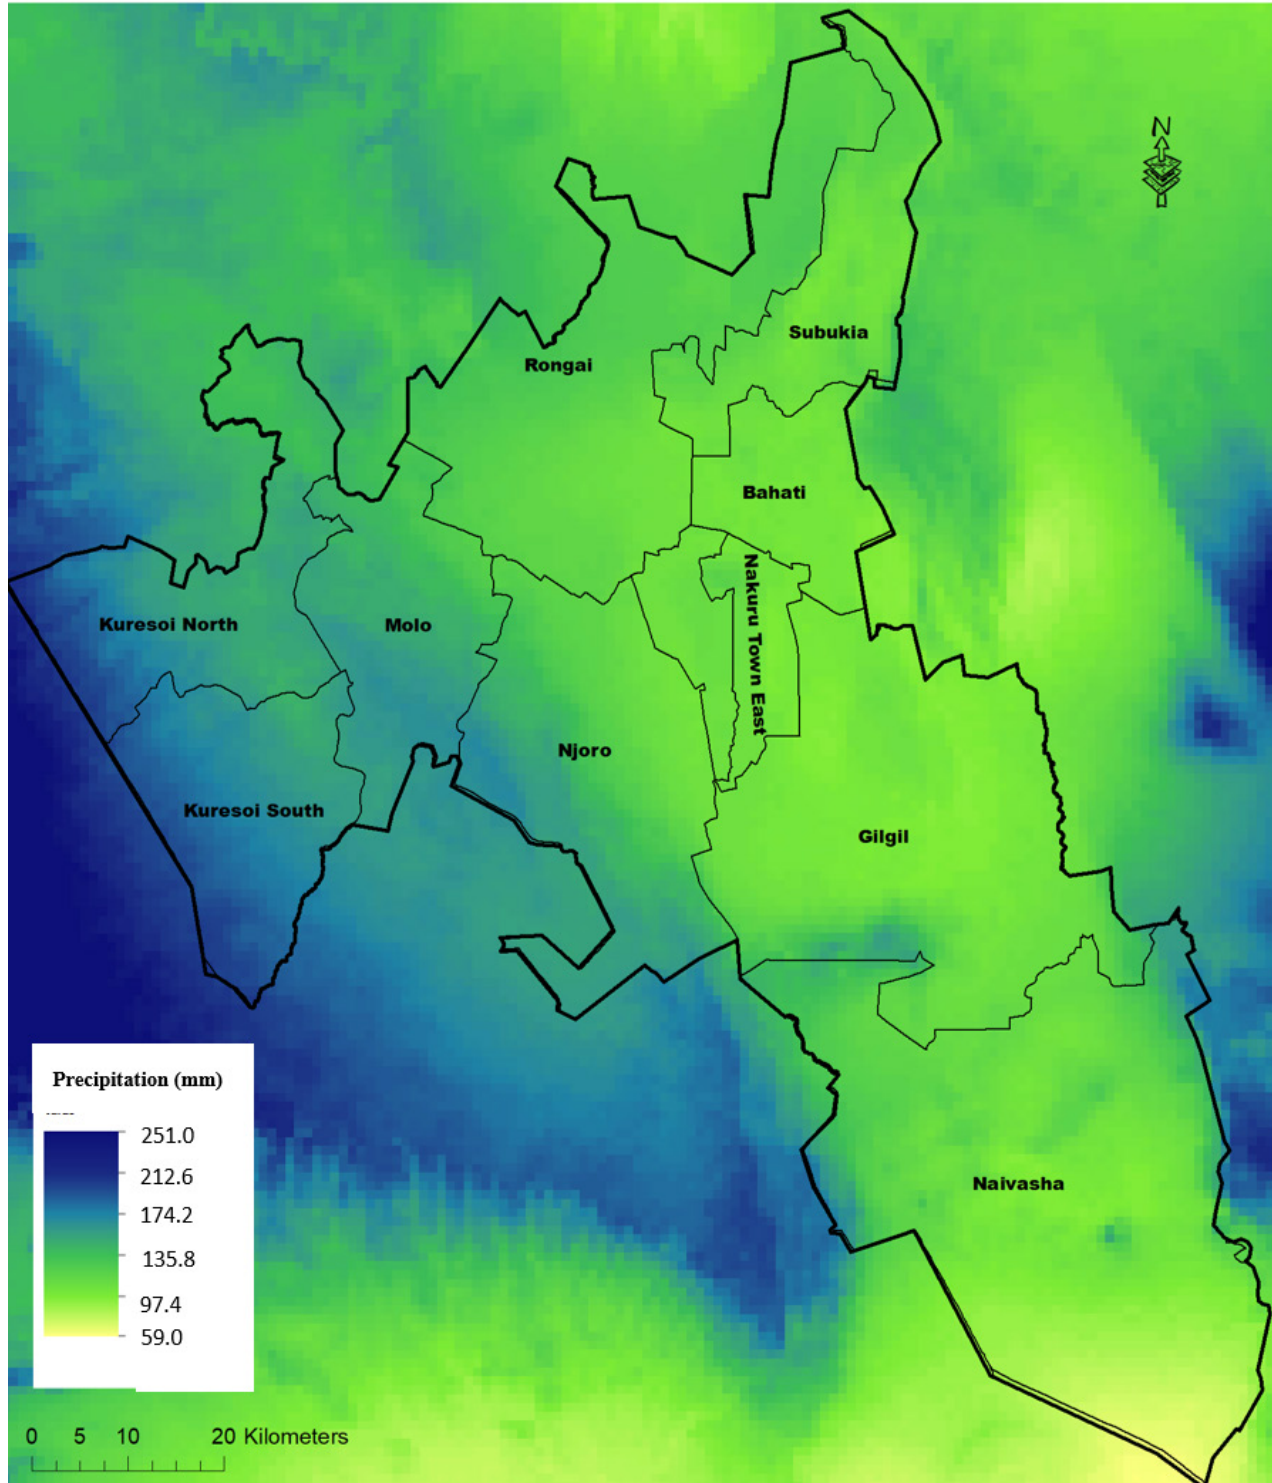 N
Subukia
Rongai
Bahati
Nakuru Town East
Kuresoi North
Molo
Njoro
Kuresoi South
Gilgil
Naivasha
Precipitation (mm)
251.0
212.6
174.2
135.8
97.4
59.0
0 5 10 20 Kilometers